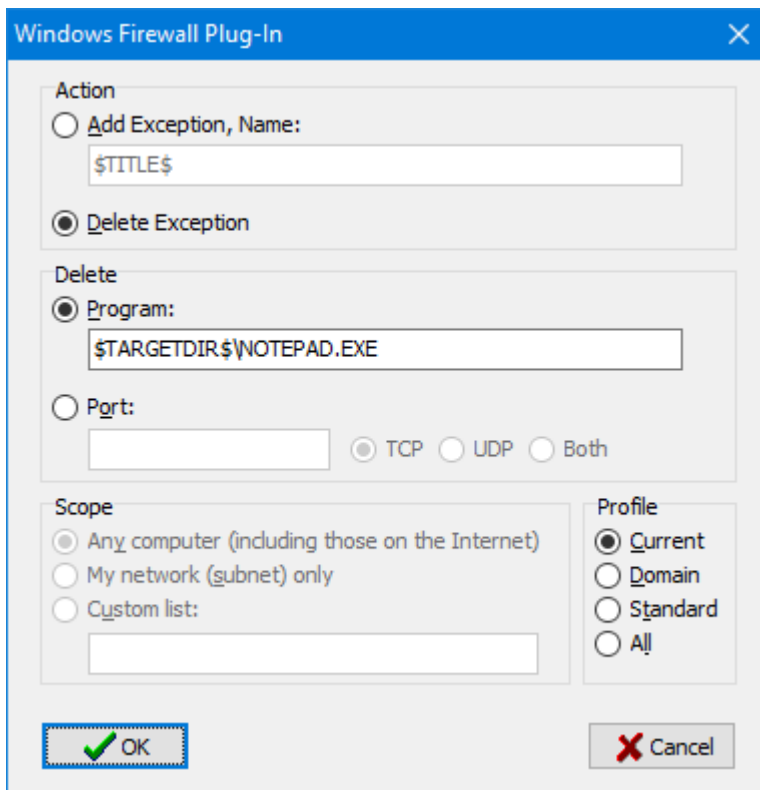 Windows Firewall Plug-In
Action
Add Exception, Name:
$TITLE$
Delete Exception
Delete
Program:
$TARGETDIR$\NOTEPAD.EXE
Port:
TCP UDP Both
Scope
Any computer (including those on the Internet)
My network (subnet) only
Custom list:
Profile
Current
Domain
Standard
All
OK
Cancel